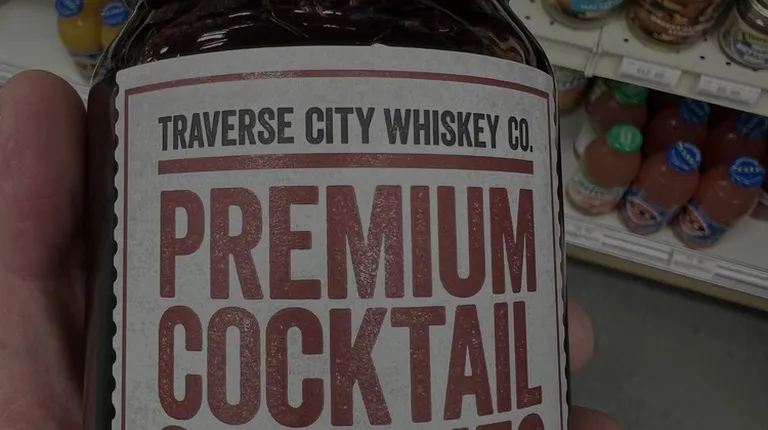 TRAVERSE CITY WHISKEY CO.
PREMIUM
COCKTAIL